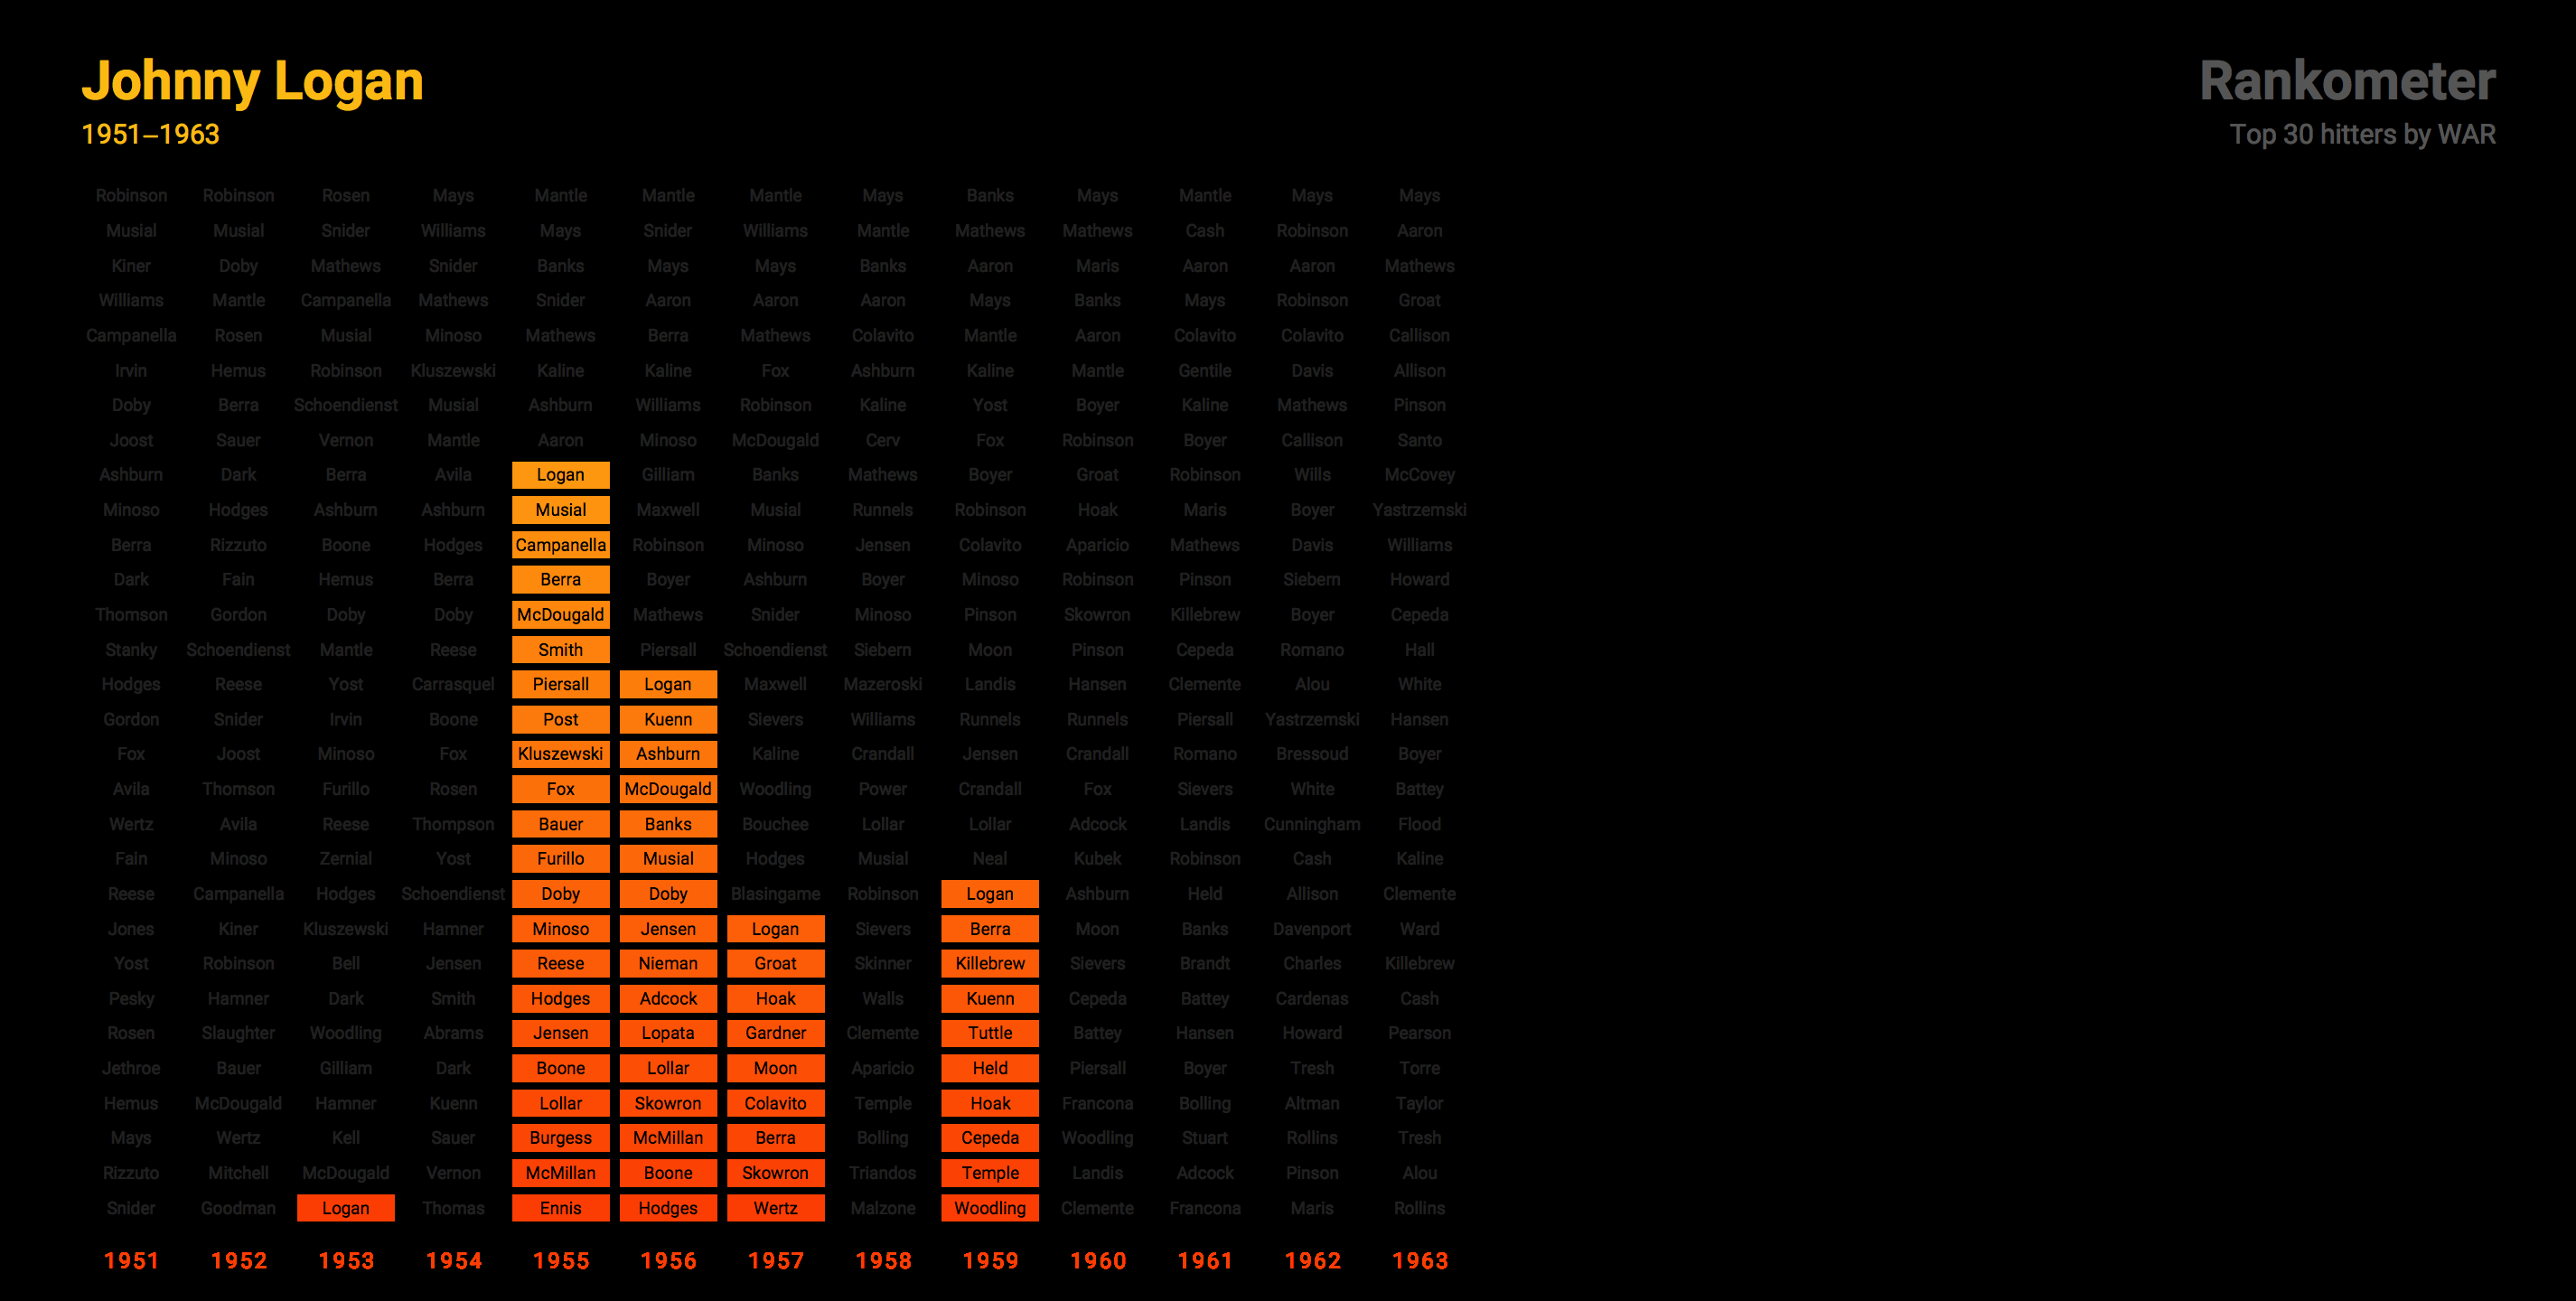 Johnny Logan
1951–1963
Rankometer
Top 30 hitters by WAR
Robinson Robinson Rosen Mays Mantle Mantle Mantle Mays Banks Mays Mantle Mays Mays
Musial Musial Snider Williams Mays Snider Williams Mantle Mathews Mathews Cash Robinson Aaron
Kiner Doby Mathews Snider Banks Mays Mays Banks Aaron Maris Aaron Aaron Mathews
Williams Mantle Campanella Mathews Snider Aaron Aaron Aaron Mays Banks Mays Robinson Groat
Campanella Rosen Musial Minoso Mathews Berra Mathews Colavito Mantle Aaron Colavito Colavito Callison
Irvin Hemus Robinson Kluszewski Kaline Kaline Fox Ashburn Kaline Mantle Gentile Davis Allison
Doby Berra Schoendienst Musial Ashburn Williams Robinson Kaline Yost Boyer Kaline Mathews Pinson
Joost Sauer Vernon Mantle Aaron Minoso McDougald Cerv Fox Robinson Boyer Callison Santo
Ashburn Dark Berra Avila Logan Gilliam Banks Mathews Boyer Groat Robinson Wills McCovey
Minoso Hodges Ashburn Ashburn Musial Maxwell Musial Runnels Robinson Hoak Maris Boyer Yastrzemski
Berra Rizzuto Boone Hodges Campanella Robinson Minoso Jensen Colavito Aparicio Mathews Davis Williams
Dark Fain Hemus Berra Berra Boyer Ashburn Boyer Minoso Robinson Pinson Siebern Howard
Thomson Gordon Doby Doby McDougald Mathews Snider Minoso Pinson Skowron Killebrew Boyer Cepeda
Stanky Schoendienst Mantle Reese Smith Piersall Schoendienst Siebern Moon Pinson Cepeda Romano Hall
Hodges Reese Yost Carrasquel Piersall Logan Maxwell Mazeroski Landis Hansen Clemente Alou White
Gordon Snider Irvin Boone Post Kuenn Sievers Williams Runnels Runnels Piersall Yastrzemski Hansen
Fox Joost Minoso Fox Kluszewski Ashburn Kaline Crandall Jensen Crandall Romano Bressoud Boyer
Avila Thomson Furillo Rosen Fox McDougald Woodling Power Crandall Fox Sievers White Battey
Wertz Avila Reese Thompson Bauer Banks Bouchee Lollar Lollar Adcock Landis Cunningham Flood
Fain Minoso Zernial Yost Furillo Musial Hodges Musial Neal Kubek Robinson Cash Kaline
Reese Campanella Hodges Schoendienst Doby Doby Blasingame Robinson Logan Ashburn Held Allison Clemente
Jones Kiner Kluszewski Hamner Minoso Jensen Logan Sievers Berra Moon Banks Davenport Ward
Yost Robinson Bell Jensen Reese Nieman Groat Skinner Killebrew Sievers Brandt Charles Killebrew
Pesky Hamner Dark Smith Hodges Adcock Hoak Walls Kuenn Cepeda Battey Cardenas Cash
Rosen Slaughter Woodling Abrams Jensen Lopata Gardner Clemente Tuttle Battey Hansen Howard Pearson
Jethroe Bauer Gilliam Dark Boone Lollar Moon Aparicio Held Piersall Boyer Tresh Torre
Hemus McDougald Hamner Kuenn Lollar Skowron Colavito Temple Hoak Francona Bolling Altman Taylor
Mays Wertz Kell Sauer Burgess McMillan Berra Bolling Cepeda Woodling Stuart Rollins Tresh
Rizzuto Mitchell McDougald Vernon McMillan Boone Skowron Triandos Temple Landis Adcock Pinson Alou
Snider Goodman Logan Thomas Ennis Hodges Wertz Malzone Woodling Clemente Francona Maris Rollins
1951 1952 1953 1954 1955 1956 1957 1958 1959 1960 1961 1962 1963